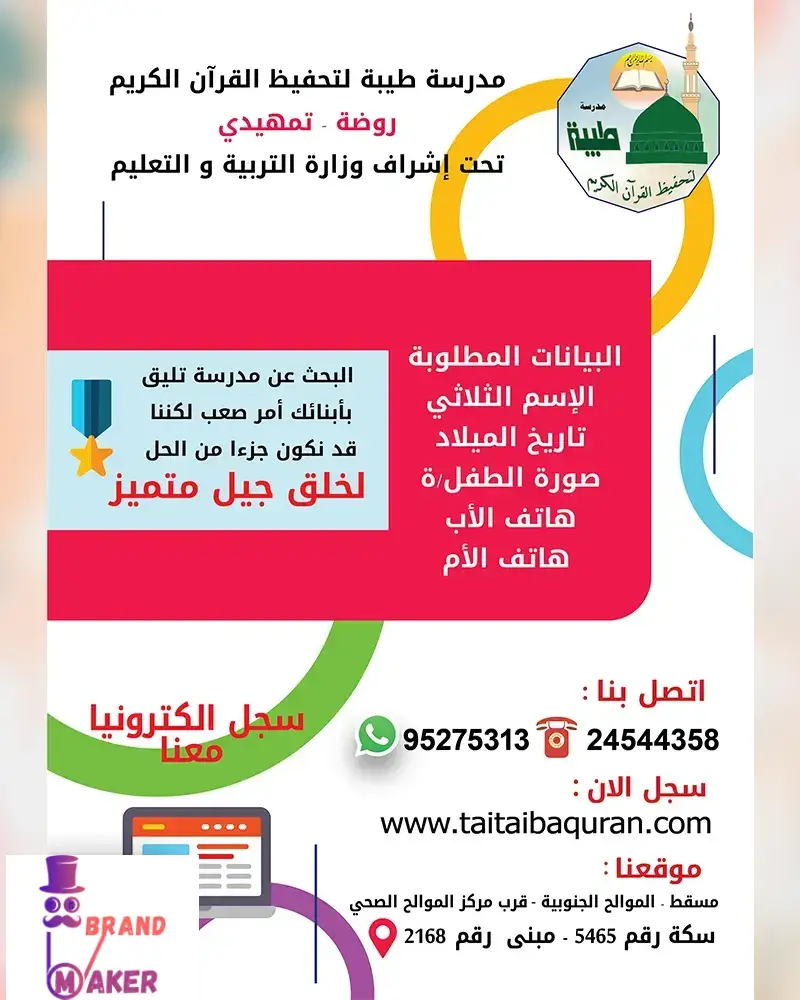 مدرسة طيبة لتحفيظ القرآن الكريم
روضة - تمهيدي
تحت إشراف وزارة التربية و التعليم
مدرسة
طيبة
لتحفيظ القرآن الكريم
البيانات المطلوبة
الإسم الثلاثي
تاريخ الميلاد
صورة الطفل/ة
هاتف الأب
هاتف الأم
البحث عن مدرسة تليق
بأبنائك أمر صعب لكننا
قد نكون جزءا من الحل
لخلق جيل متميز
سجل الكترونيا
معنا
اتصل بنا :
24544358 95275313
سجل الان :
www.taitaibaquran.com
موقعنا :
مسقط - الموالح الجنوبية - قرب مركز الموالح الصحي
سكة رقم 5465 - مبنى رقم 2168
BRAND
MAKER